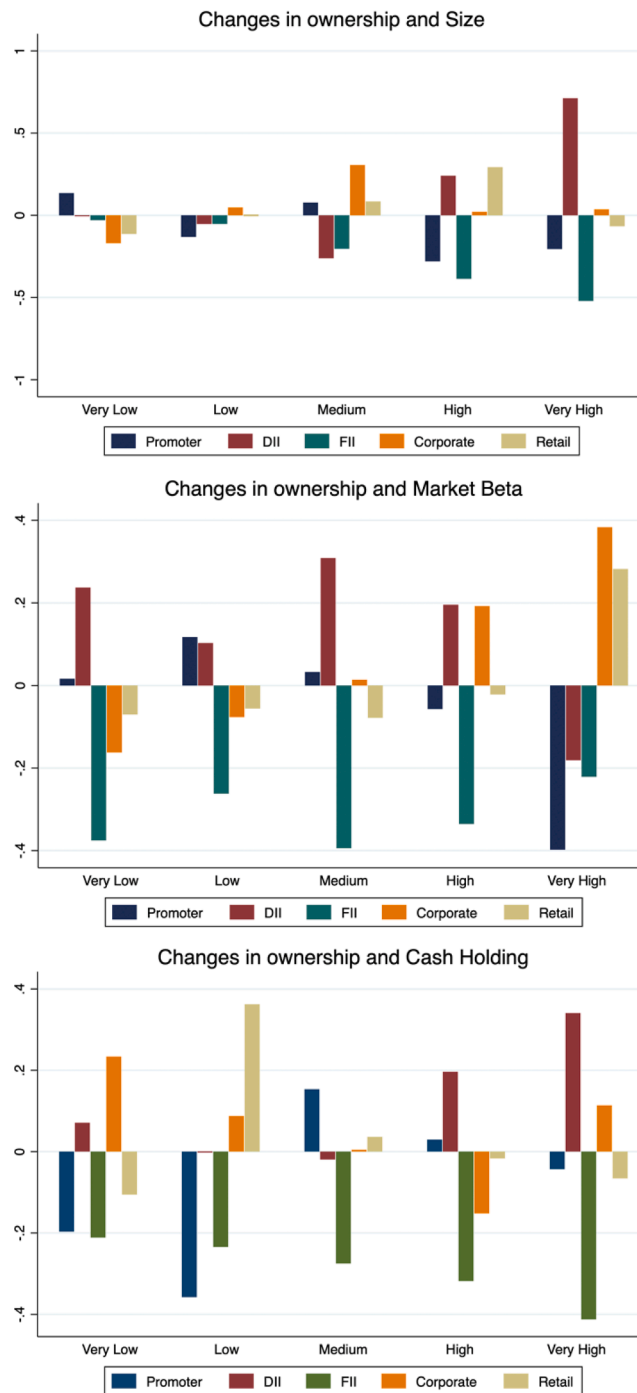 Changes in ownership and Size
1
.5
0
-.5
-1
Very Low Low Medium High Very High
Promoter DII FII Corporate Retail
Changes in ownership and Market Beta
.4
.2
0
-.2
-.4
Very Low Low Medium High Very High
Promoter DII FII Corporate Retail
Changes in ownership and Cash Holding
.4
.2
0
-.2
-.4
Very Low Low Medium High Very High
Promoter DII FII Corporate Retail